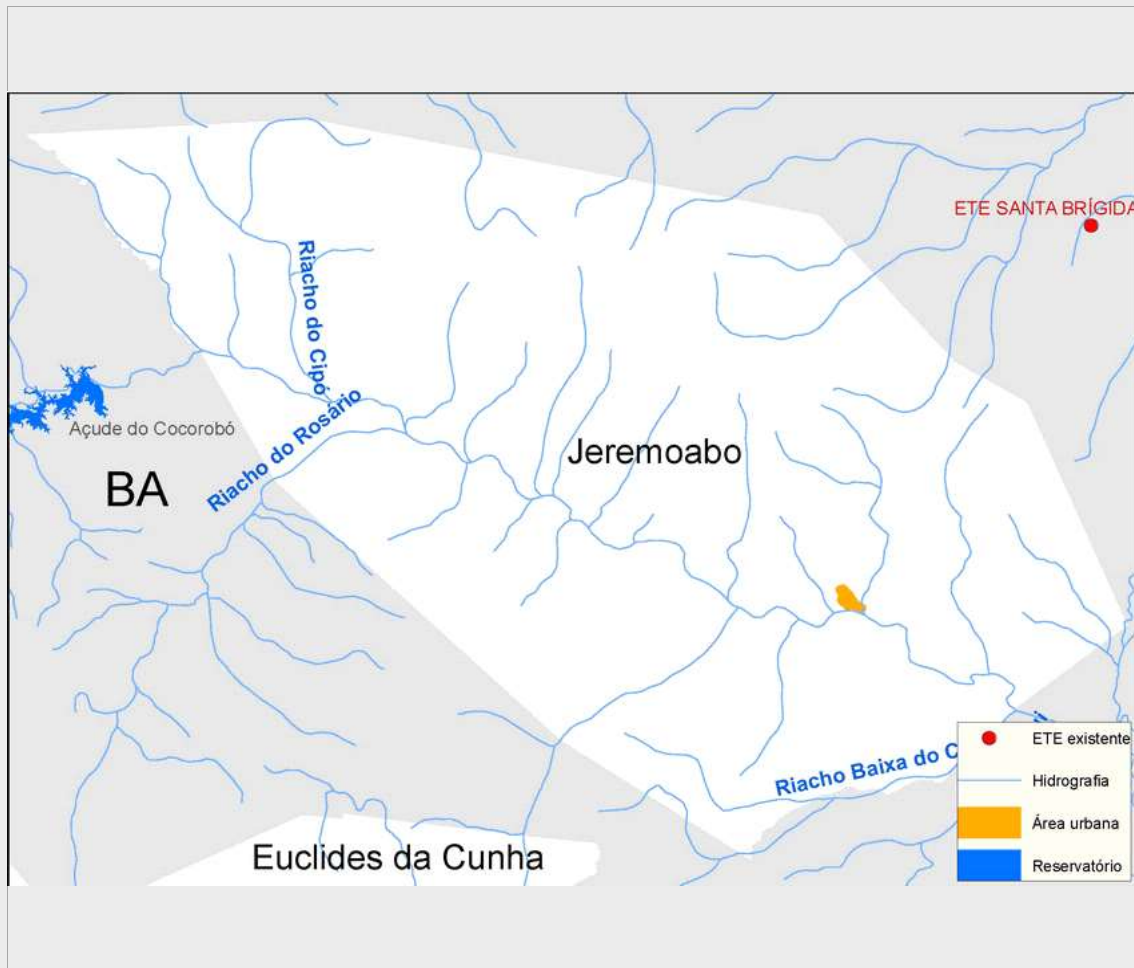 ETE SANTA BRÍGIDA
Riacho do Cipó
Riacho do Rosário
Açude do Cocorobó
BA
Jeremoabo
Riacho Baixa do
Euclides da Cunha
ETE existente
Hidrografia
Área urbana
Reservatório